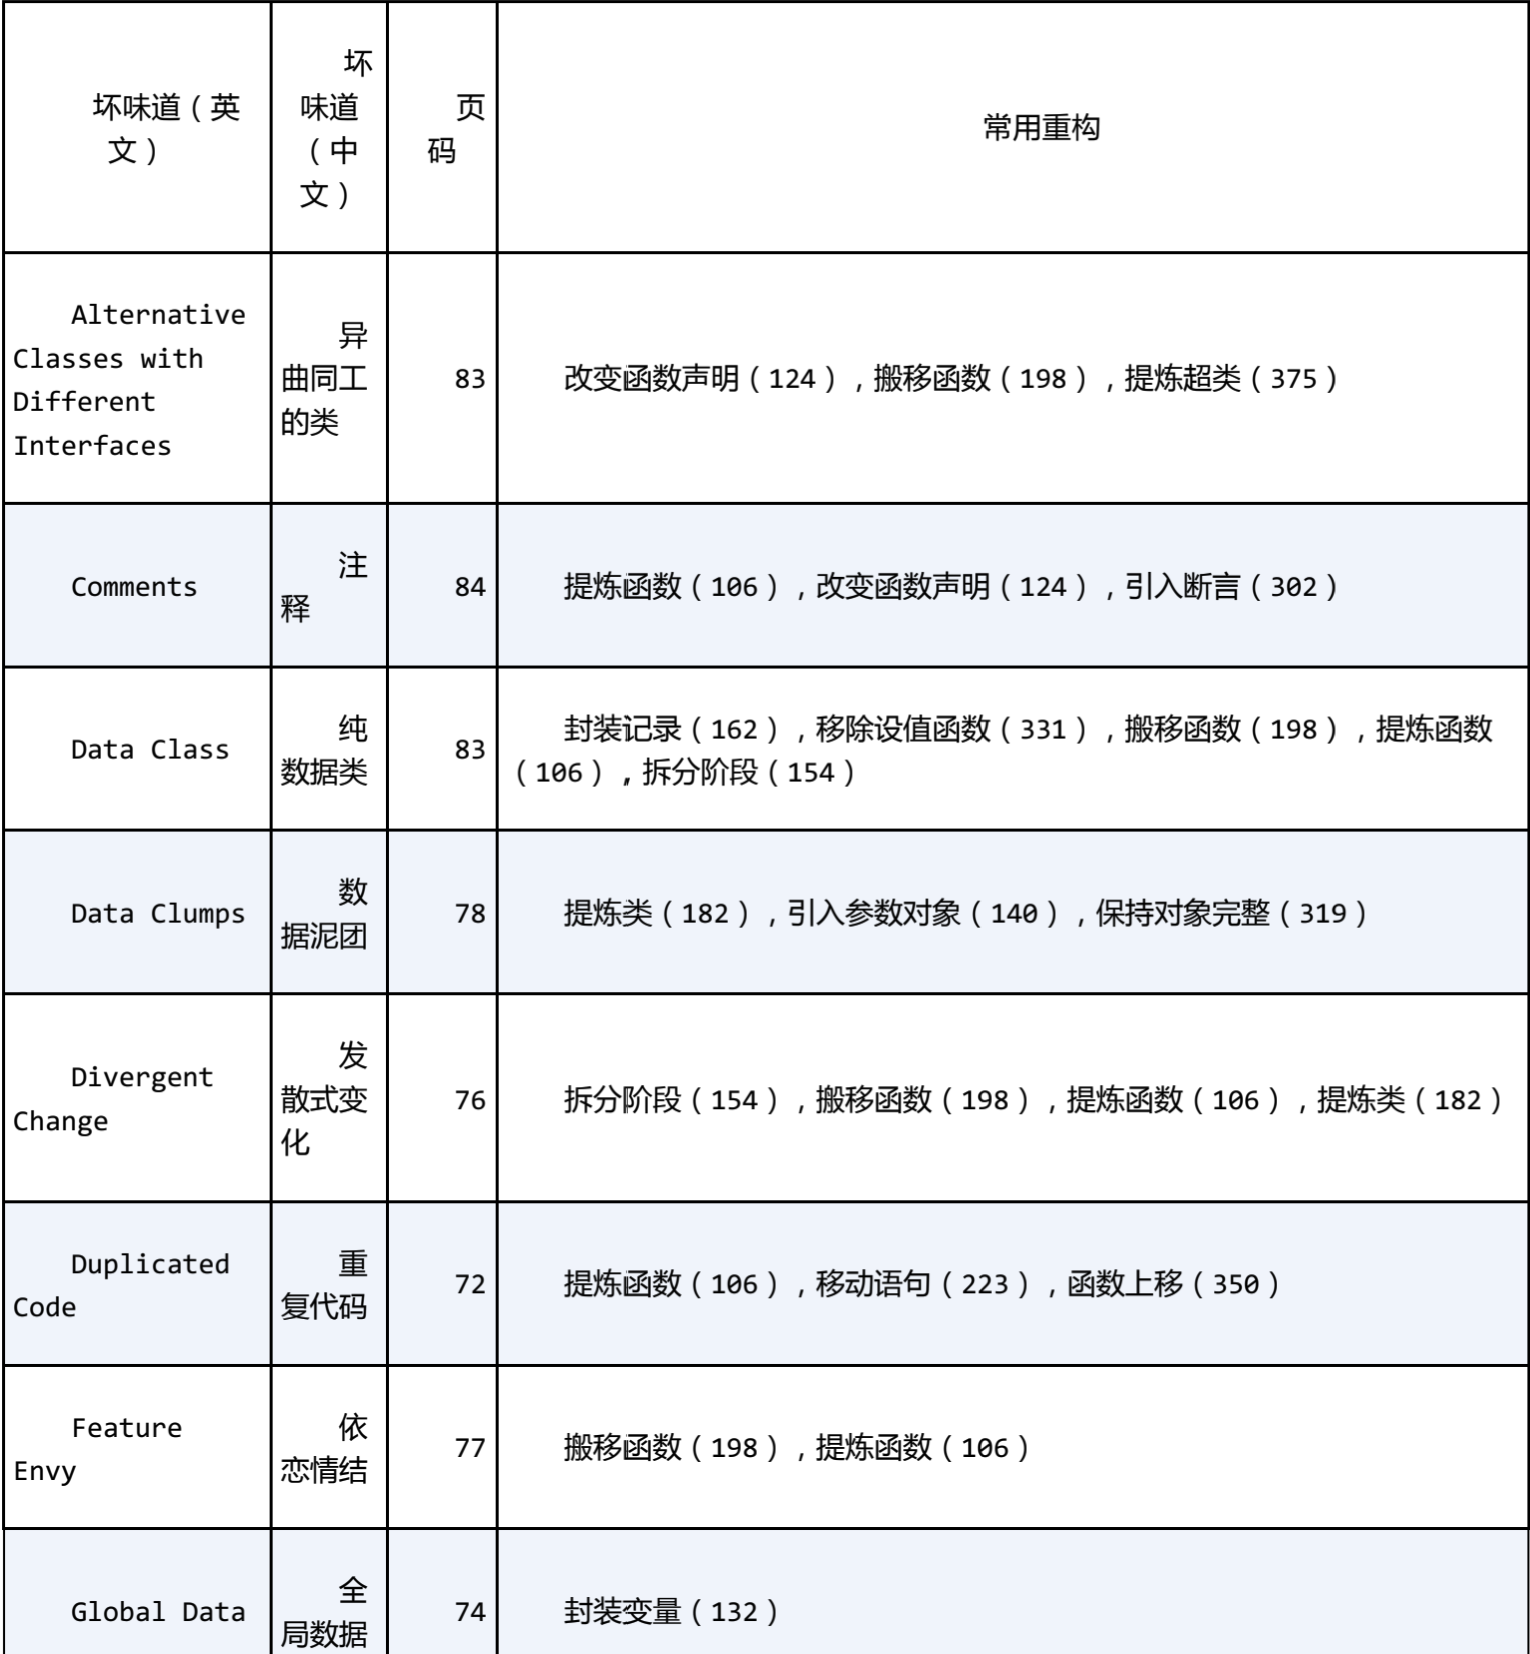 坏味道（英
文）
坏
味道
（中
文）
页
码
常用重构
Alternative
Classes with
Different
Interfaces
异
曲同工
的类
83
改变函数声明（124），搬移函数（198），提炼超类（375）
Comments
注
释
84
提炼函数（106），改变函数声明（124），引入断言（302）
Data Class
纯
数据类
83
封装记录（162），移除设值函数（331），搬移函数（198），提炼函数
（106），拆分阶段（154）
Data Clumps
数
据泥团
78
提炼类（182），引入参数对象（140），保持对象完整（319）
Divergent
Change
发
散式变
化
76
拆分阶段（154），搬移函数（198），提炼函数（106），提炼类（182）
Duplicated
Code
重
复代码
72
提炼函数（106），移动语句（223），函数上移（350）
Feature
Envy
依
恋情结
77
搬移函数（198），提炼函数（106）
Global Data
全
局数据
74
封装变量（132）